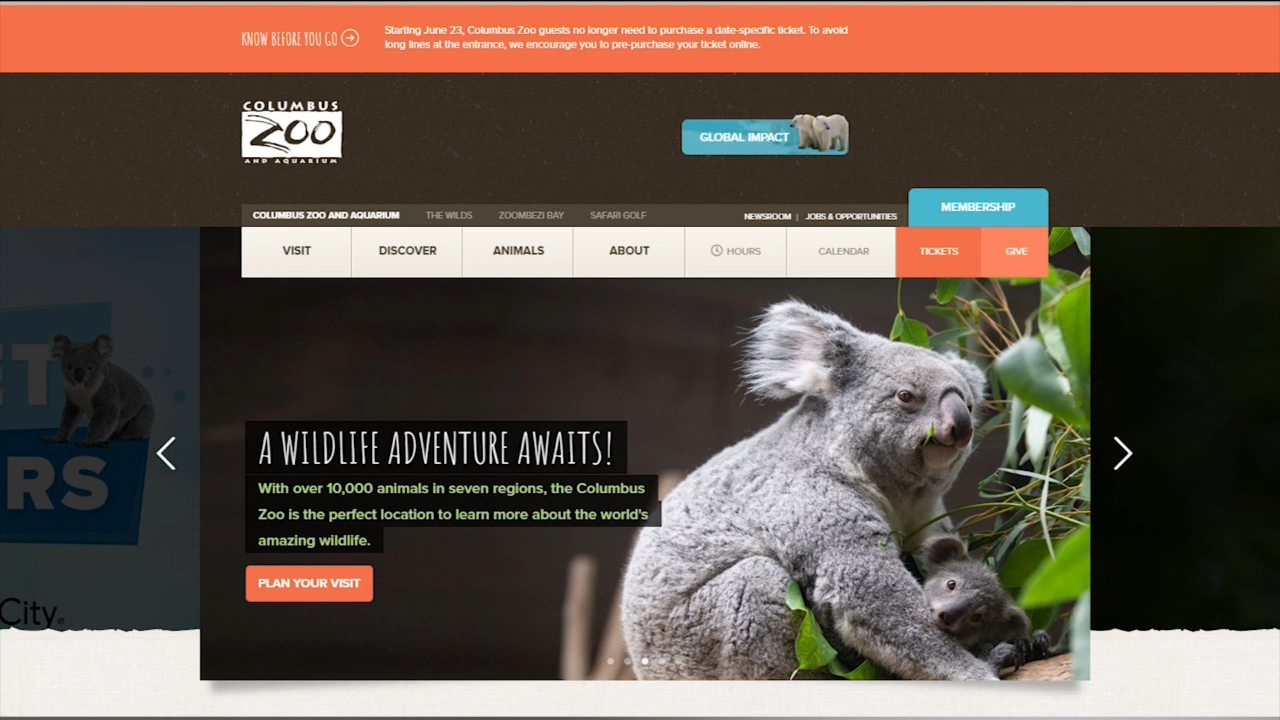 KNOW BEFORE YOU GO
Starting June 23, Columbus Zoo guests no longer need to purchase a date-specific ticket. To avoid
long lines at the entrance, we encourage you to pre-purchase your ticket online.
COLUMBUS
ZOO
AND AQUARIUM
GLOBAL IMPACT
MEMBERSHIP
COLUMBUS ZOO AND AQUARIUM THE WILDS ZOOMBEZI BAY SAFARI GOLF NEWSROOM | JOBS & OPPORTUNITIES
VISIT DISCOVER ANIMALS ABOUT HOURS CALENDAR TICKETS GIVE
ET
RS
City®
A WILDLIFE ADVENTURE AWAITS!
With over 10,000 animals in seven regions, the Columbus
Zoo is the perfect location to learn more about the world's
amazing wildlife.
PLAN YOUR VISIT